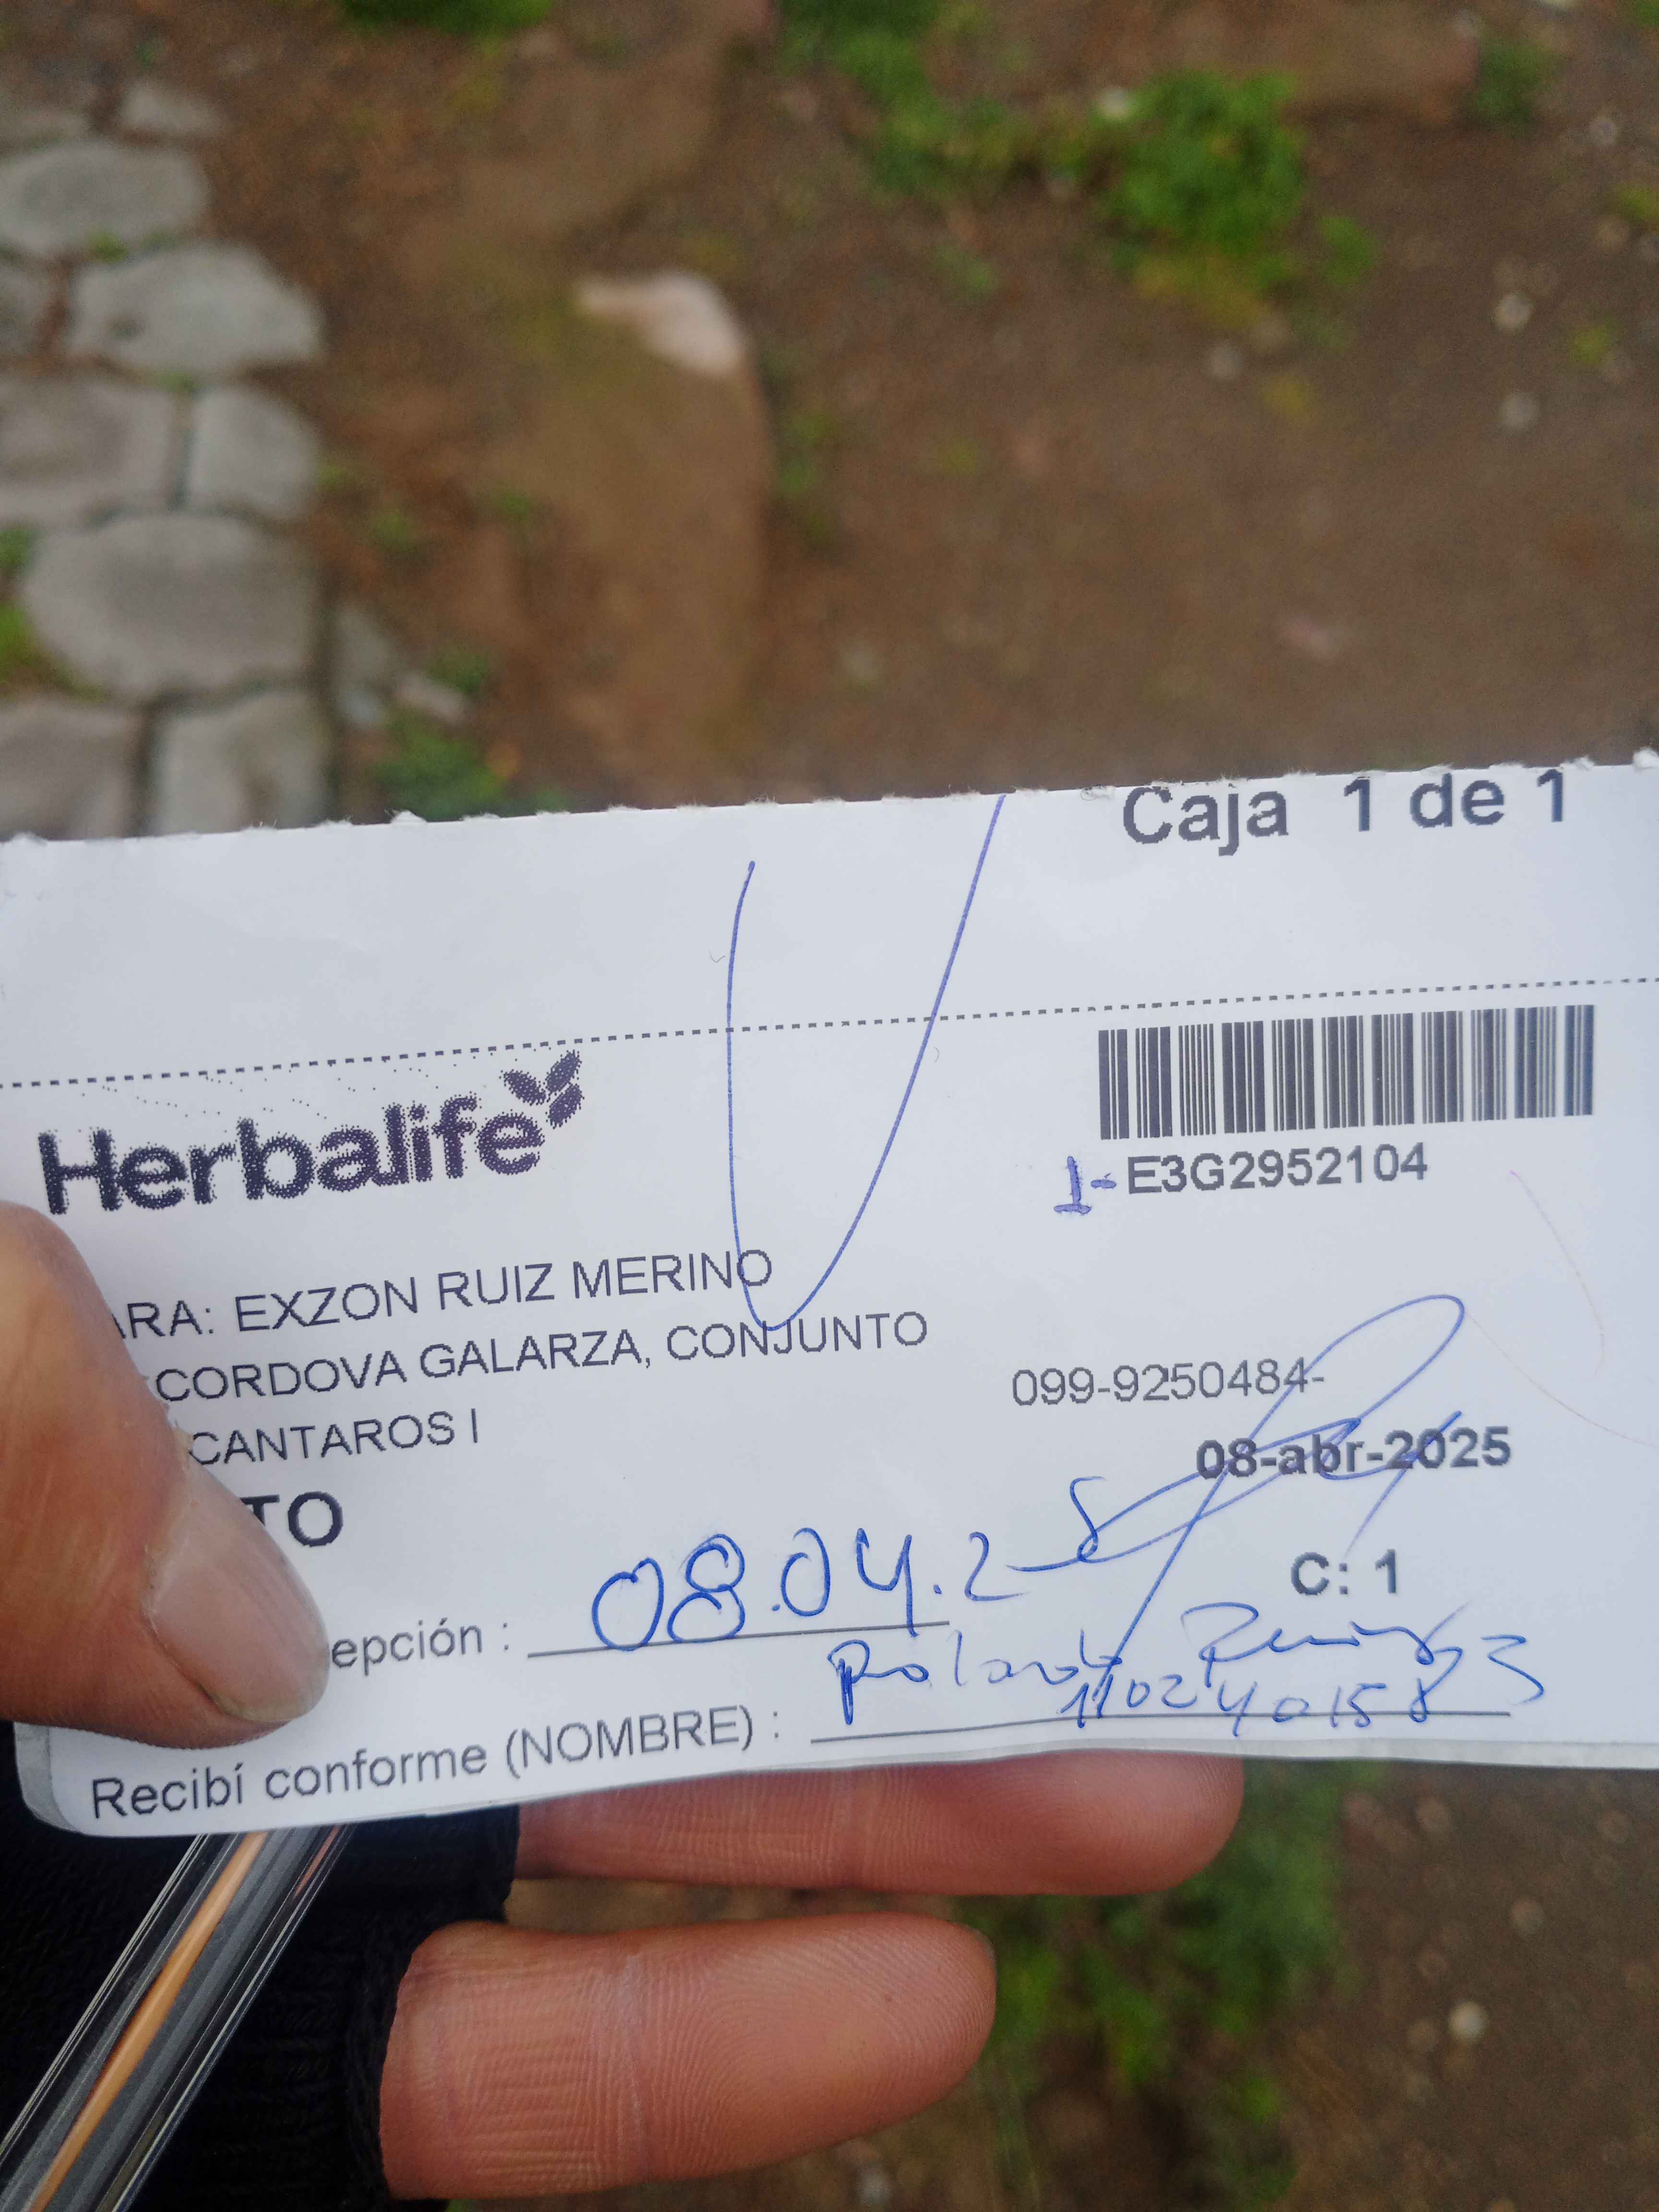 Caja 1 de 1
Herbalife
1-E3G2952104
ARA: EXZON RUIZ MERINO
CORDOVA GALARZA, CONJUNTO
099-9250484-
CANTAROS I
08-abr-2025
TO
C: 1
epción : 08.04.25
Ruiz
Recibí conforme (NOMBRE) :